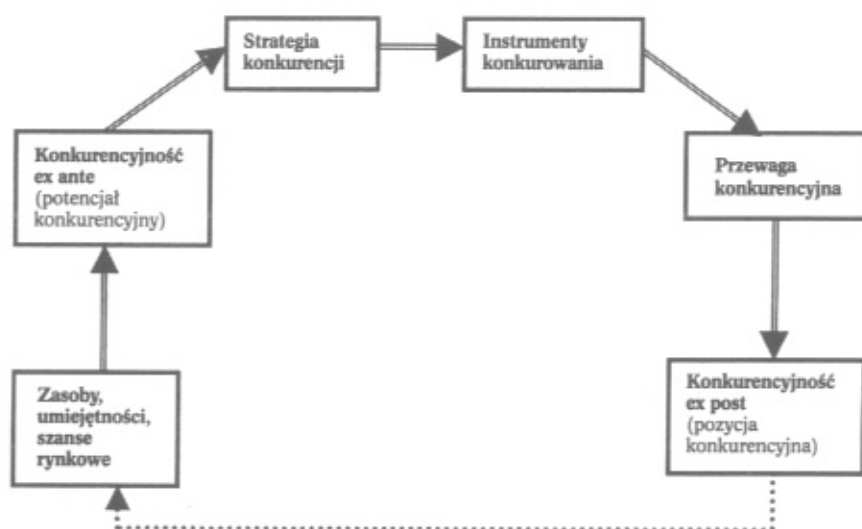 Strategia
konkurencji
Instrumenty
konkurowania
Konkurencyjność
ex ante
(potencjał
konkurencyjny)
Przewaga
konkurencyjna
Zasoby,
umiejętności,
szanse
rynkowe
Konkurencyjność
ex post
(pozycja
konkurencyjna)